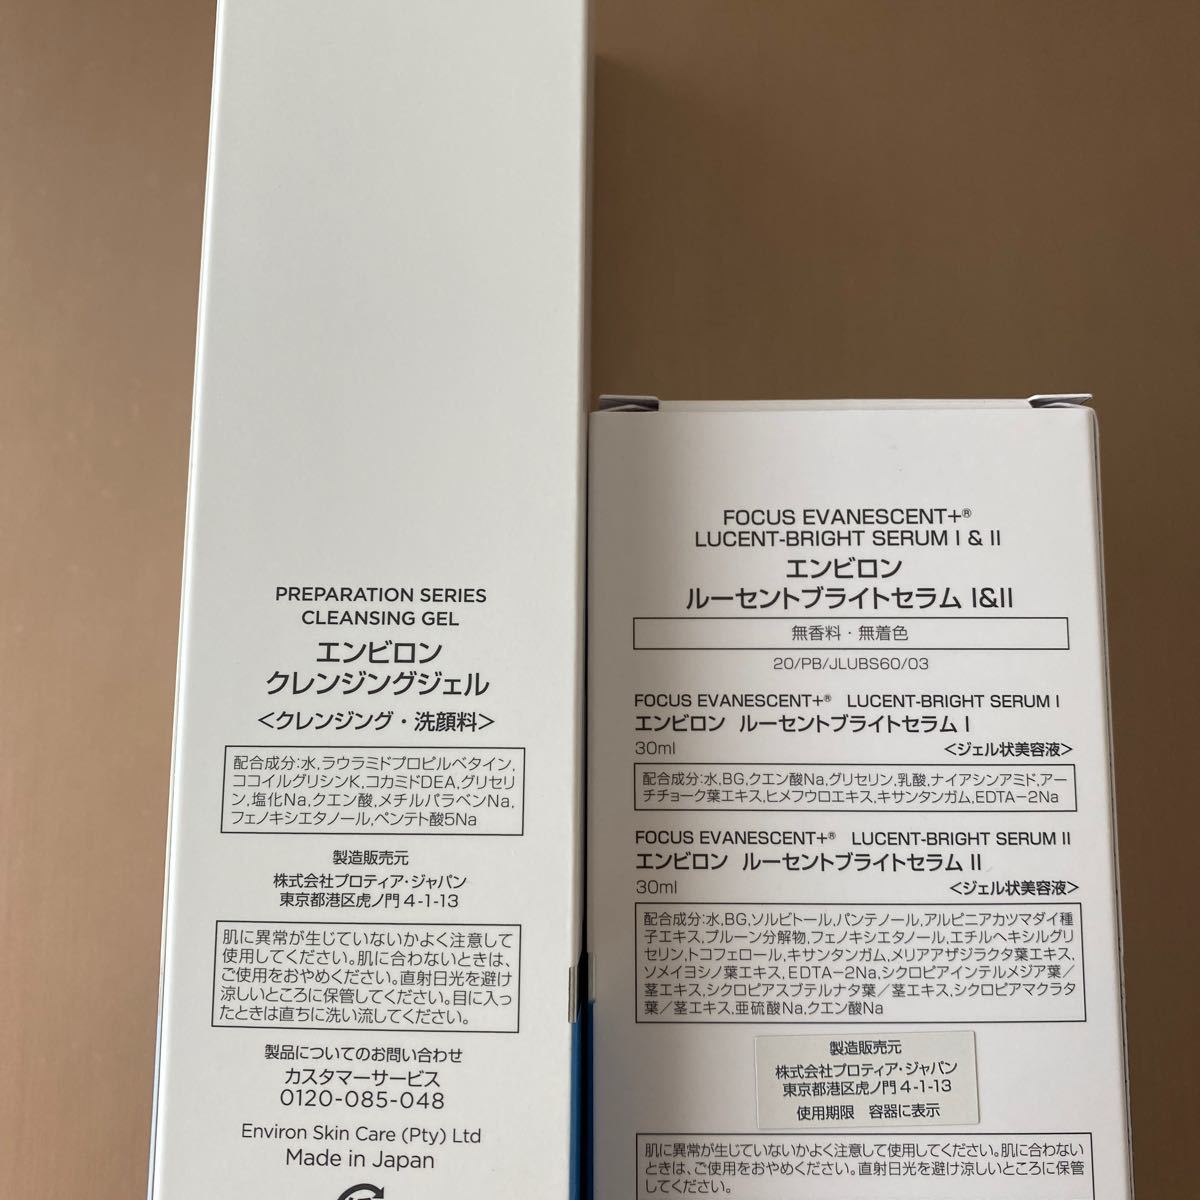 PREPARATION SERIES
CLEANSING GEL
エンビロン
クレンジングジェル
<クレンジング・洗顔料>
配合成分:水,ラウラミドプロピルベタイン,
ココイルグリシンK,コカミドDEA,グリセリ
ン,塩化Na,クエン酸,メチルパラベンNa,
フェノキシエタノール,ペンテト酸5Na
製造販売元
株式会社プロティア・ジャパン
東京都港区虎ノ門4-1-13
肌に異常が生じていないかよく注意して
使用してください。肌に合わないときは、
ご使用をおやめください。直射日光を避け
涼しいところに保管してください。目に入っ
たときは直ちに洗い流してください。
製品についてのお問い合わせ
カスタマーサービス
0120-085-048
Environ Skin Care (Pty) Ltd
Made in Japan
FOCUS EVANESCENT+®
LUCENT-BRIGHT SERUM I & II
エンビロン
ルーセントブライトセラム I&II
無香料・無着色
20/PB/JLUBS60/03
FOCUS EVANESCENT+® LUCENT-BRIGHT SERUM I
エンビロン ルーセントブライトセラム I
30ml <ジェル状美容液>
配合成分:水,BG,クエン酸Na,グリセリン,乳酸,ナイアシンアミド,アー
チチョーク葉エキス,ヒメフウロエキス,キサンタンガム,EDTA-2Na
FOCUS EVANESCENT+® LUCENT-BRIGHT SERUM II
エンビロン ルーセントブライトセラム II
30ml <ジェル状美容液>
配合成分:水,BG,ソルビトール,パンテノール,アルピニアカツマダイ種
子エキス,プルーン分解物,フェノキシエタノール,エチルヘキシルグリ
セリン,トコフェロール,キサンタンガム,メリアアザジラクタ葉エキス,
ソメイヨシノ葉エキス,EDTA-2Na,シクロピアインテルメジア葉/
茎エキス,シクロピアスブテルナタ葉/茎エキス,シクロピアマクラタ
葉/茎エキス,亜硫酸Na,クエン酸Na
製造販売元
株式会社プロティア・ジャパン
東京都港区虎ノ門4-1-13
使用期限 容器に表示
肌に異常が生じていないかよく注意して使用してください。肌に合わない
ときは、ご使用をおやめください。直射日光を避け涼しいところに保管
してください。